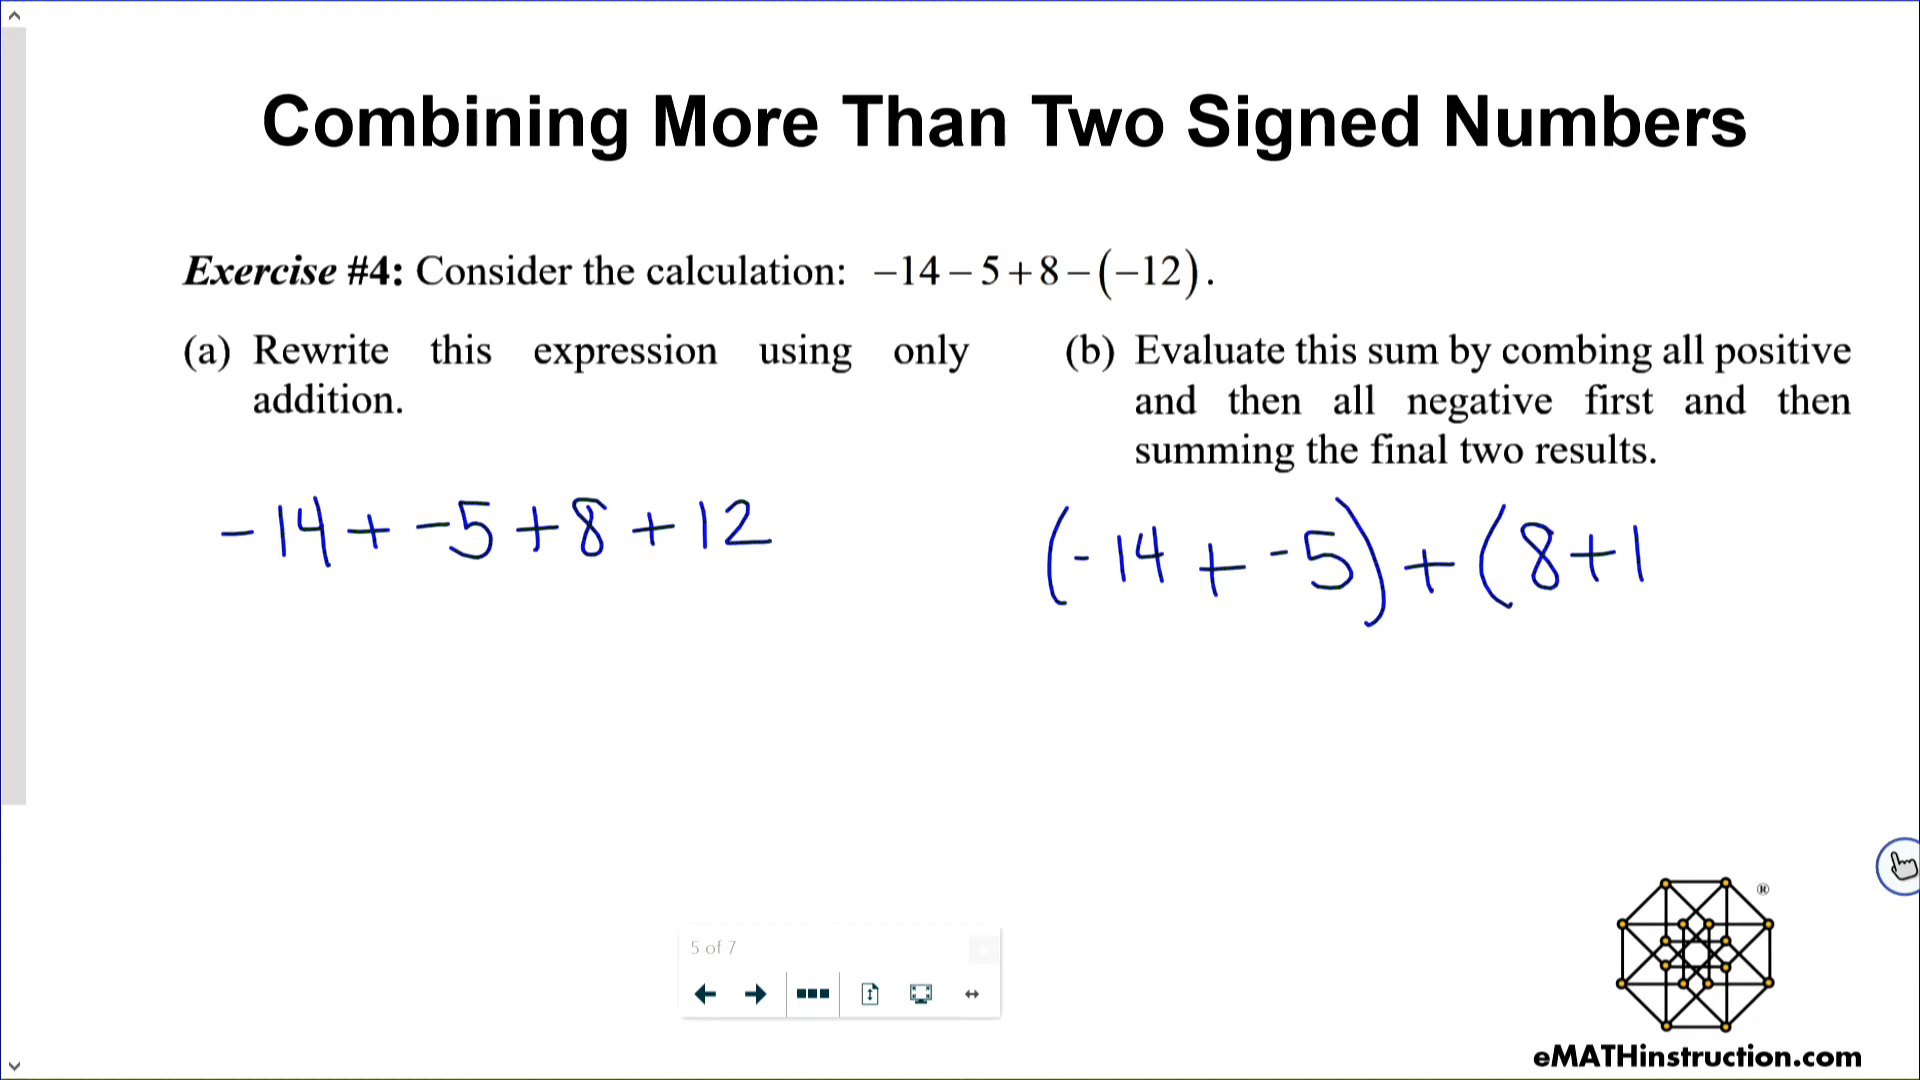 Combining More Than Two Signed Numbers
Exercise #4: Consider the calculation: −14 − 5 + 8 − (−12).
(a) Rewrite this expression using only
addition.
(b) Evaluate this sum by combing all positive
and then all negative first and then
summing the final two results.
-14 + -5 + 8 + 12
(-14 + -5) + (8 + 1
5 of 7
®
eMATHinstruction.com